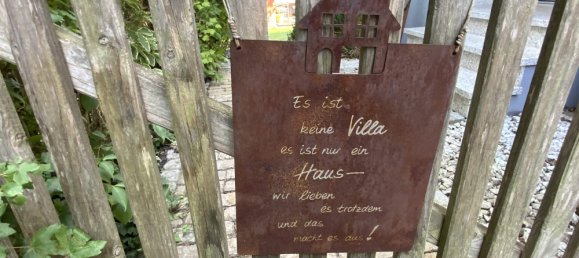 Es ist
keine Villa
es ist nur ein
Haus—
wir lieben
es trotzdem
und das
macht es aus!